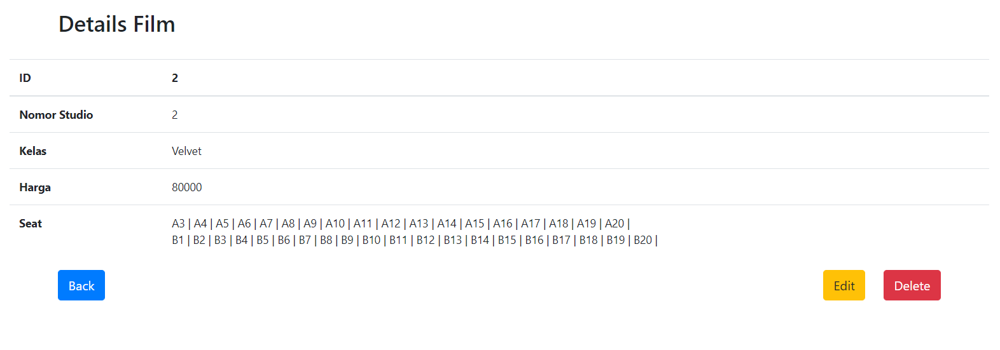 Details Film
ID 2
Nomor Studio 2
Kelas Velvet
Harga 80000
Seat A3 | A4 | A5 | A6 | A7 | A8 | A9 | A10 | A11 | A12 | A13 | A14 | A15 | A16 | A17 | A18 | A19 | A20 |
B1 | B2 | B3 | B4 | B5 | B6 | B7 | B8 | B9 | B10 | B11 | B12 | B13 | B14 | B15 | B16 | B17 | B18 | B19 | B20 |
Back Edit Delete